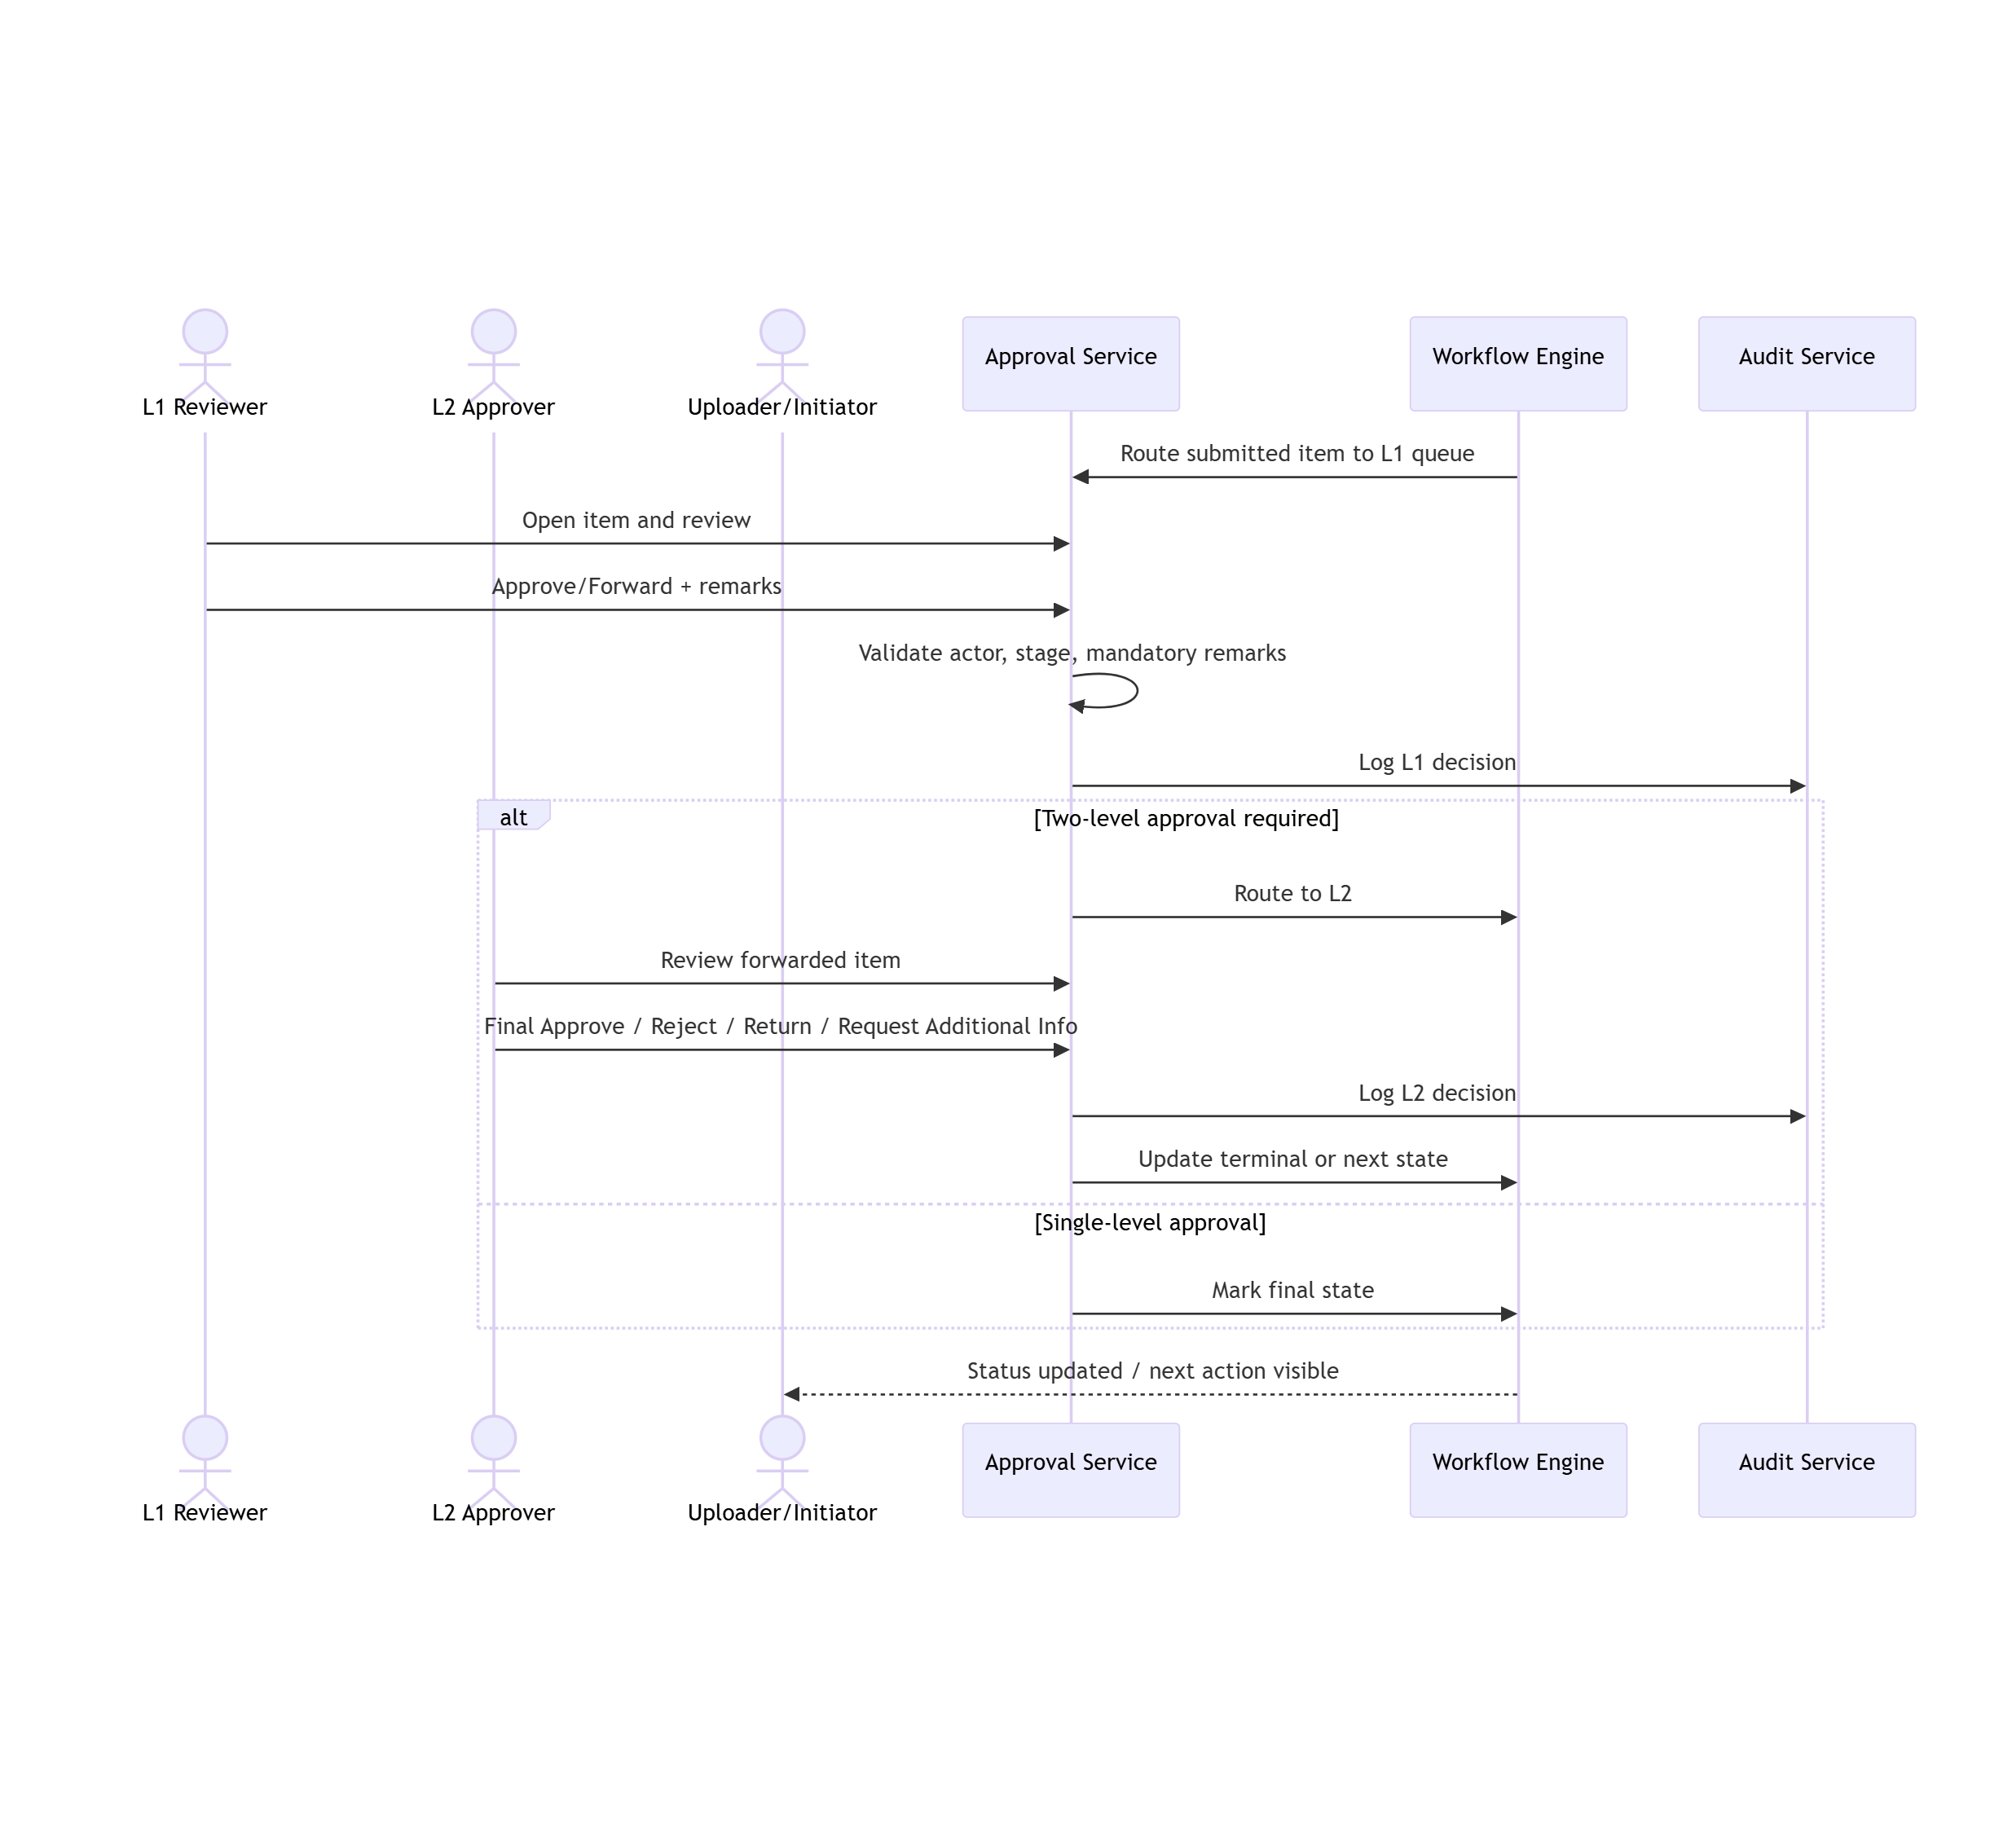 L1 Reviewer
L2 Approver
Uploader/Initiator
Approval Service
Workflow Engine
Audit Service
Route submitted item to L1 queue
Open item and review
Approve/Forward + remarks
Validate actor, stage, mandatory remarks
Log L1 decision
alt
[Two-level approval required]
Route to L2
Review forwarded item
Final Approve / Reject / Return / Request Additional Info
Log L2 decision
Update terminal or next state
[Single-level approval]
Mark final state
Status updated / next action visible
L1 Reviewer
L2 Approver
Uploader/Initiator
Approval Service
Workflow Engine
Audit Service